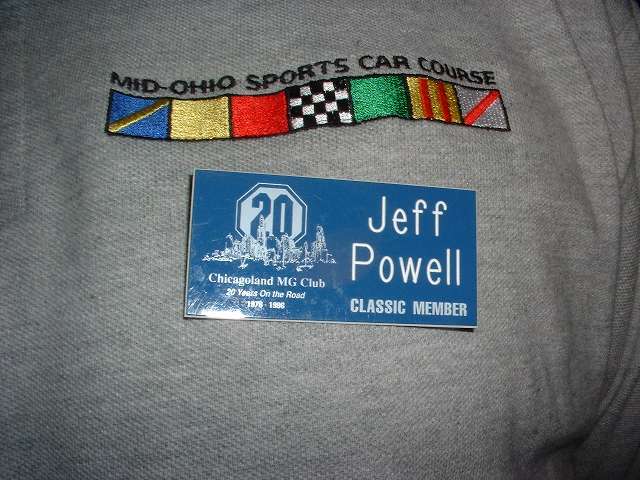 MID-OHIO SPORTS CAR COURSE
20
Chicagoland MG Club
20 Years On the Road
1976 - 1996
Jeff
Powell
CLASSIC MEMBER